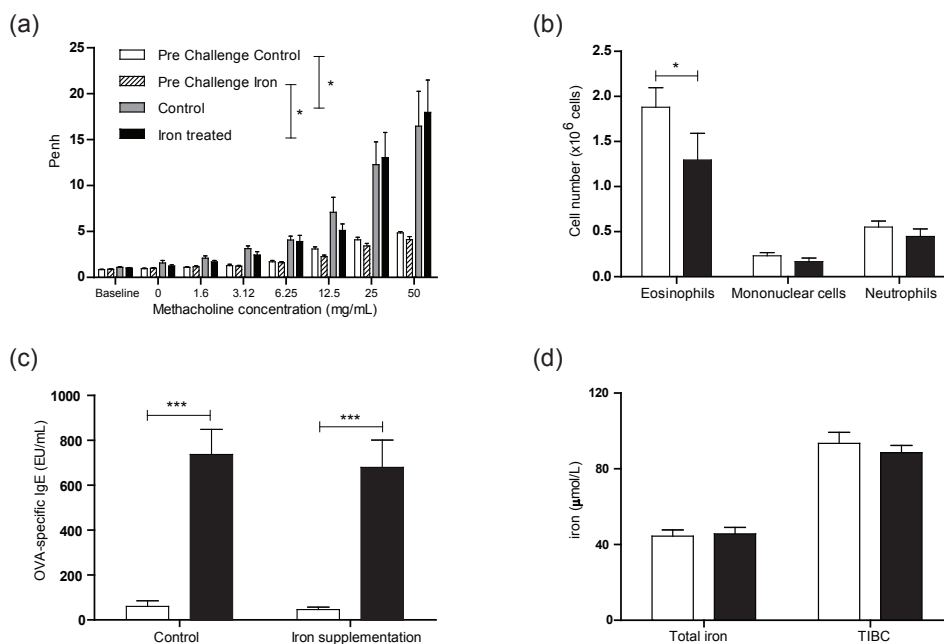 (a)
25
20
15
10
5
0
Penh
Pre Challenge Control
Pre Challenge Iron
Control
Iron treated
*
*
Baseline 0 1.6 3.12 6.25 12.5 25 50
Methacholine concentration (mg/mL)
(b)
2.5
2.0
1.5
1.0
0.5
0.0
Cell number (x10⁶ cells)
*
Eosinophils Mononuclear cells Neutrophils
(c)
1000
800
600
400
200
0
OVA-specific IgE (EU/mL)
***
***
Control Iron supplementation
(d)
120
80
40
0
iron (μmol/L)
Total iron TIBC